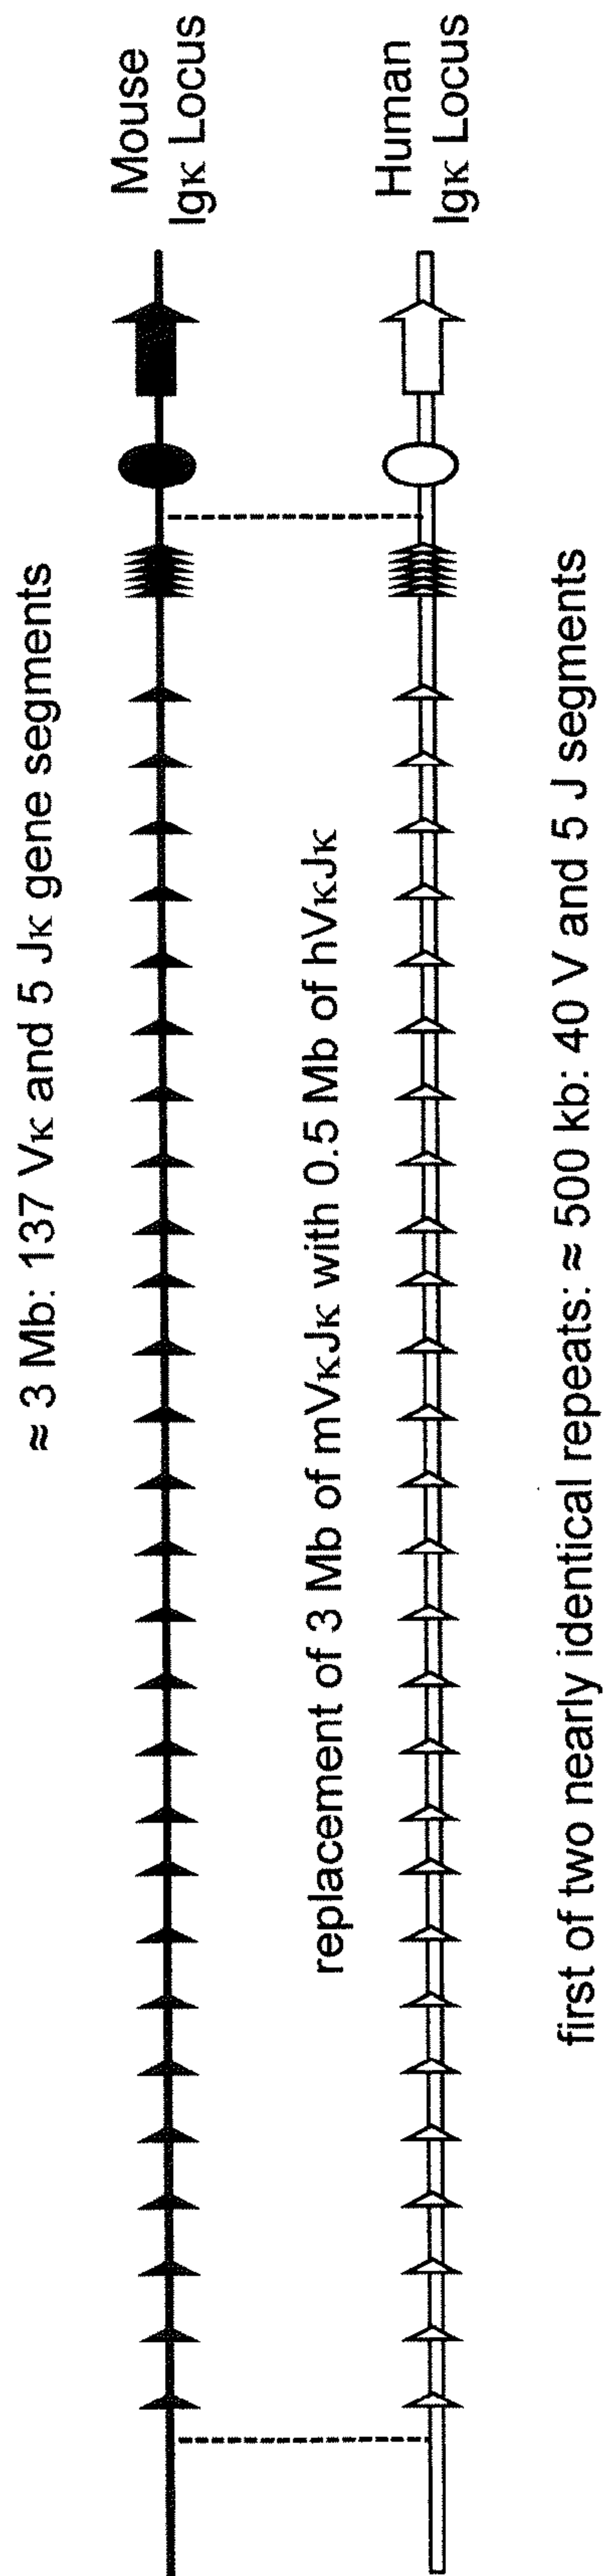 ≈ 3 Mb: 137 Vκ and 5 Jκ gene segments
Mouse
Igκ Locus
replacement of 3 Mb of mVκJκ with 0.5 Mb of hVκJκ
Human
Igκ Locus
first of two nearly identical repeats: ≈ 500 kb: 40 V and 5 J segments